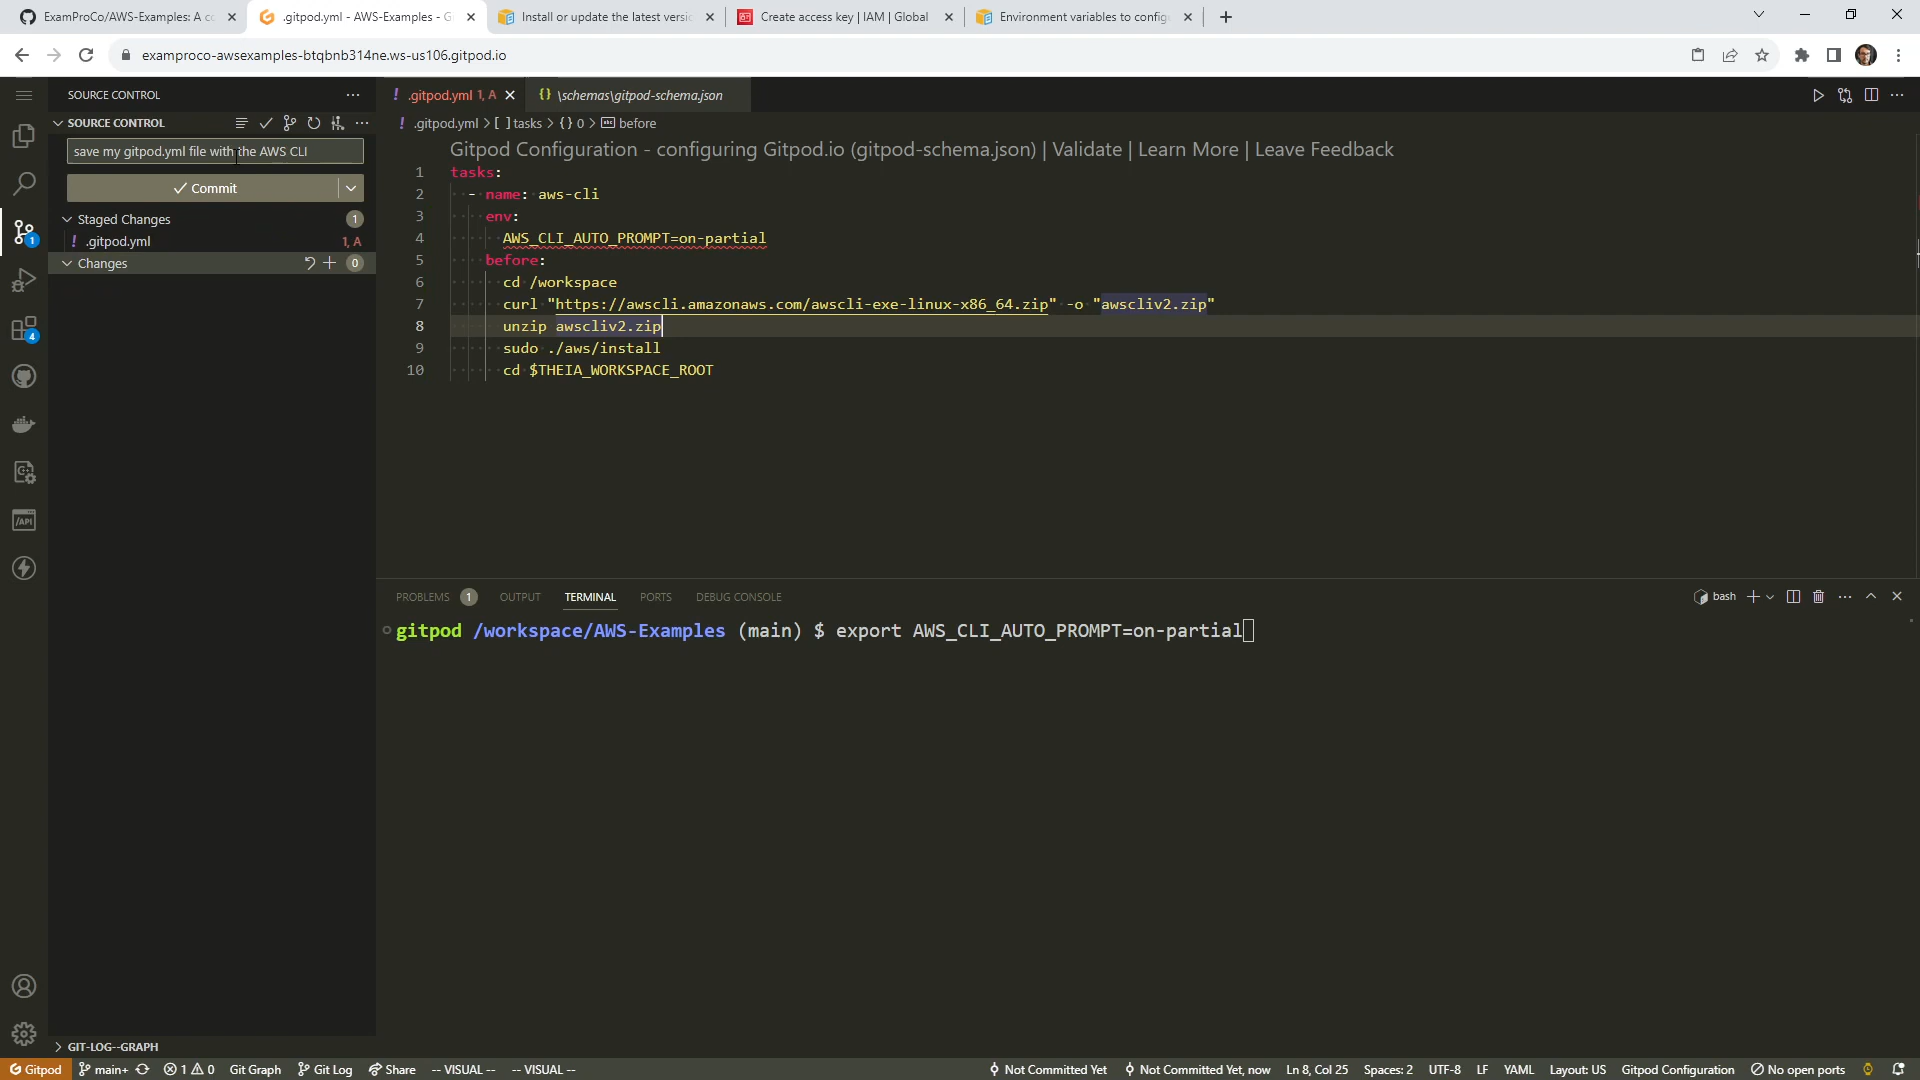 ExamProCo/AWS-Examples: A co
.gitpod.yml - AWS-Examples - G
Install or update the latest versio
Create access key | IAM | Global
Environment variables to config
examproco-awsexamples-btqbnb314ne.ws-us106.gitpod.io
SOURCE CONTROL
SOURCE CONTROL
save my gitpod.yml file with the AWS CLI
Commit
Staged Changes
1
.gitpod.yml
1, A
Changes
0
1
4
.gitpod.yml 1, A
\schemas\gitpod-schema.json
.gitpod.yml > [ ] tasks > {} 0 > before
Gitpod Configuration - configuring Gitpod.io (gitpod-schema.json) | Validate | Learn More | Leave Feedback
1 tasks:
2 - name: aws-cli
3 env:
4 AWS_CLI_AUTO_PROMPT=on-partial
5 before:
6 cd /workspace
7 curl "https://awscli.amazonaws.com/awscli-exe-linux-x86_64.zip" -o "awscliv2.zip"
8 unzip awscliv2.zip
9 sudo ./aws/install
10 cd $THEIA_WORKSPACE_ROOT
PROBLEMS 1 OUTPUT TERMINAL PORTS DEBUG CONSOLE
bash
gitpod /workspace/AWS-Examples (main) $ export AWS_CLI_AUTO_PROMPT=on-partial
GIT-LOG--GRAPH
Gitpod main+ 1 0 Git Graph Git Log Share -- VISUAL -- -- VISUAL -- Not Committed Yet Not Committed Yet, now Ln 8, Col 25 Spaces: 2 UTF-8 LF YAML Layout: US Gitpod Configuration No open ports